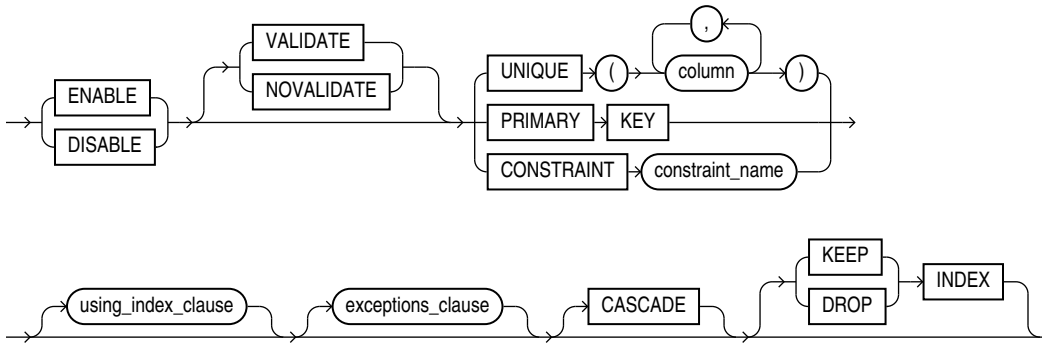 ,
VALIDATE
UNIQUE ( column )
ENABLE NOVALIDATE
PRIMARY KEY
DISABLE
CONSTRAINT constraint_name
KEEP
using_index_clause exceptions_clause CASCADE INDEX
DROP